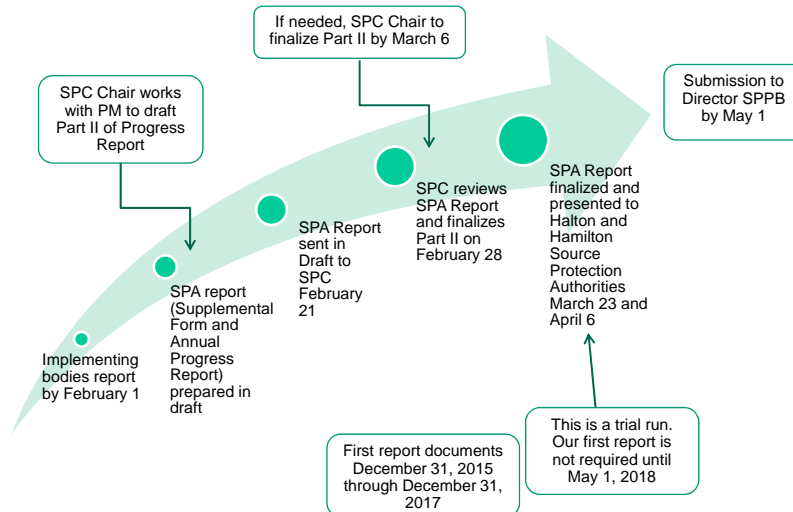 If needed, SPC Chair to
finalize Part II by March 6
SPC Chair works
with PM to draft
Part II of Progress
Report
Submission to
Director SPPB
by May 1
Implementing
bodies report
by February 1
SPA report
(Supplemental
Form and
Annual
Progress
Report)
prepared in
draft
SPA Report
sent in
Draft to
SPC
February
21
SPC reviews
SPA Report
and finalizes
Part II on
February 28
SPA Report
finalized and
presented to
Halton and
Hamilton
Source
Protection
Authorities
March 23 and
April 6
First report documents
December 31, 2015
through December 31,
2017
This is a trial run.
Our first report is
not required until
May 1, 2018